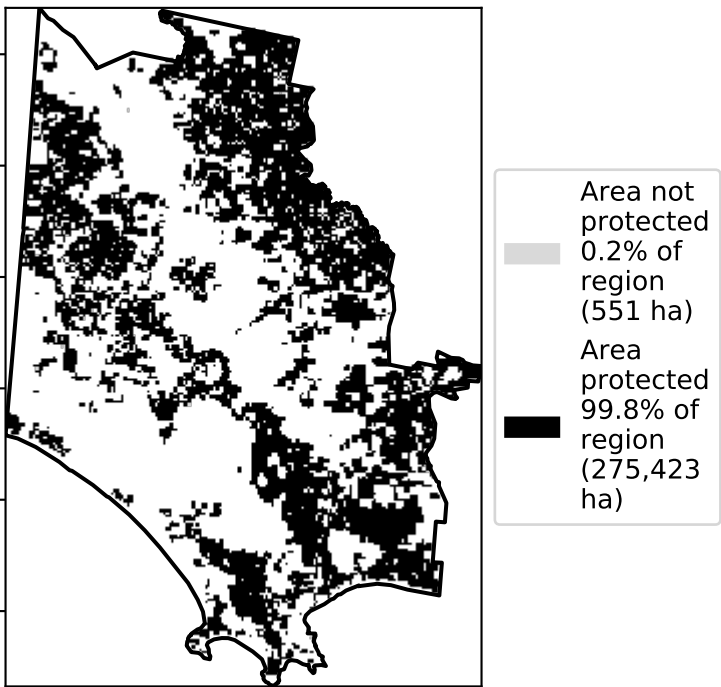 Area not
protected
0.2% of
region
(551 ha)
Area
protected
99.8% of
region
(275,423
ha)